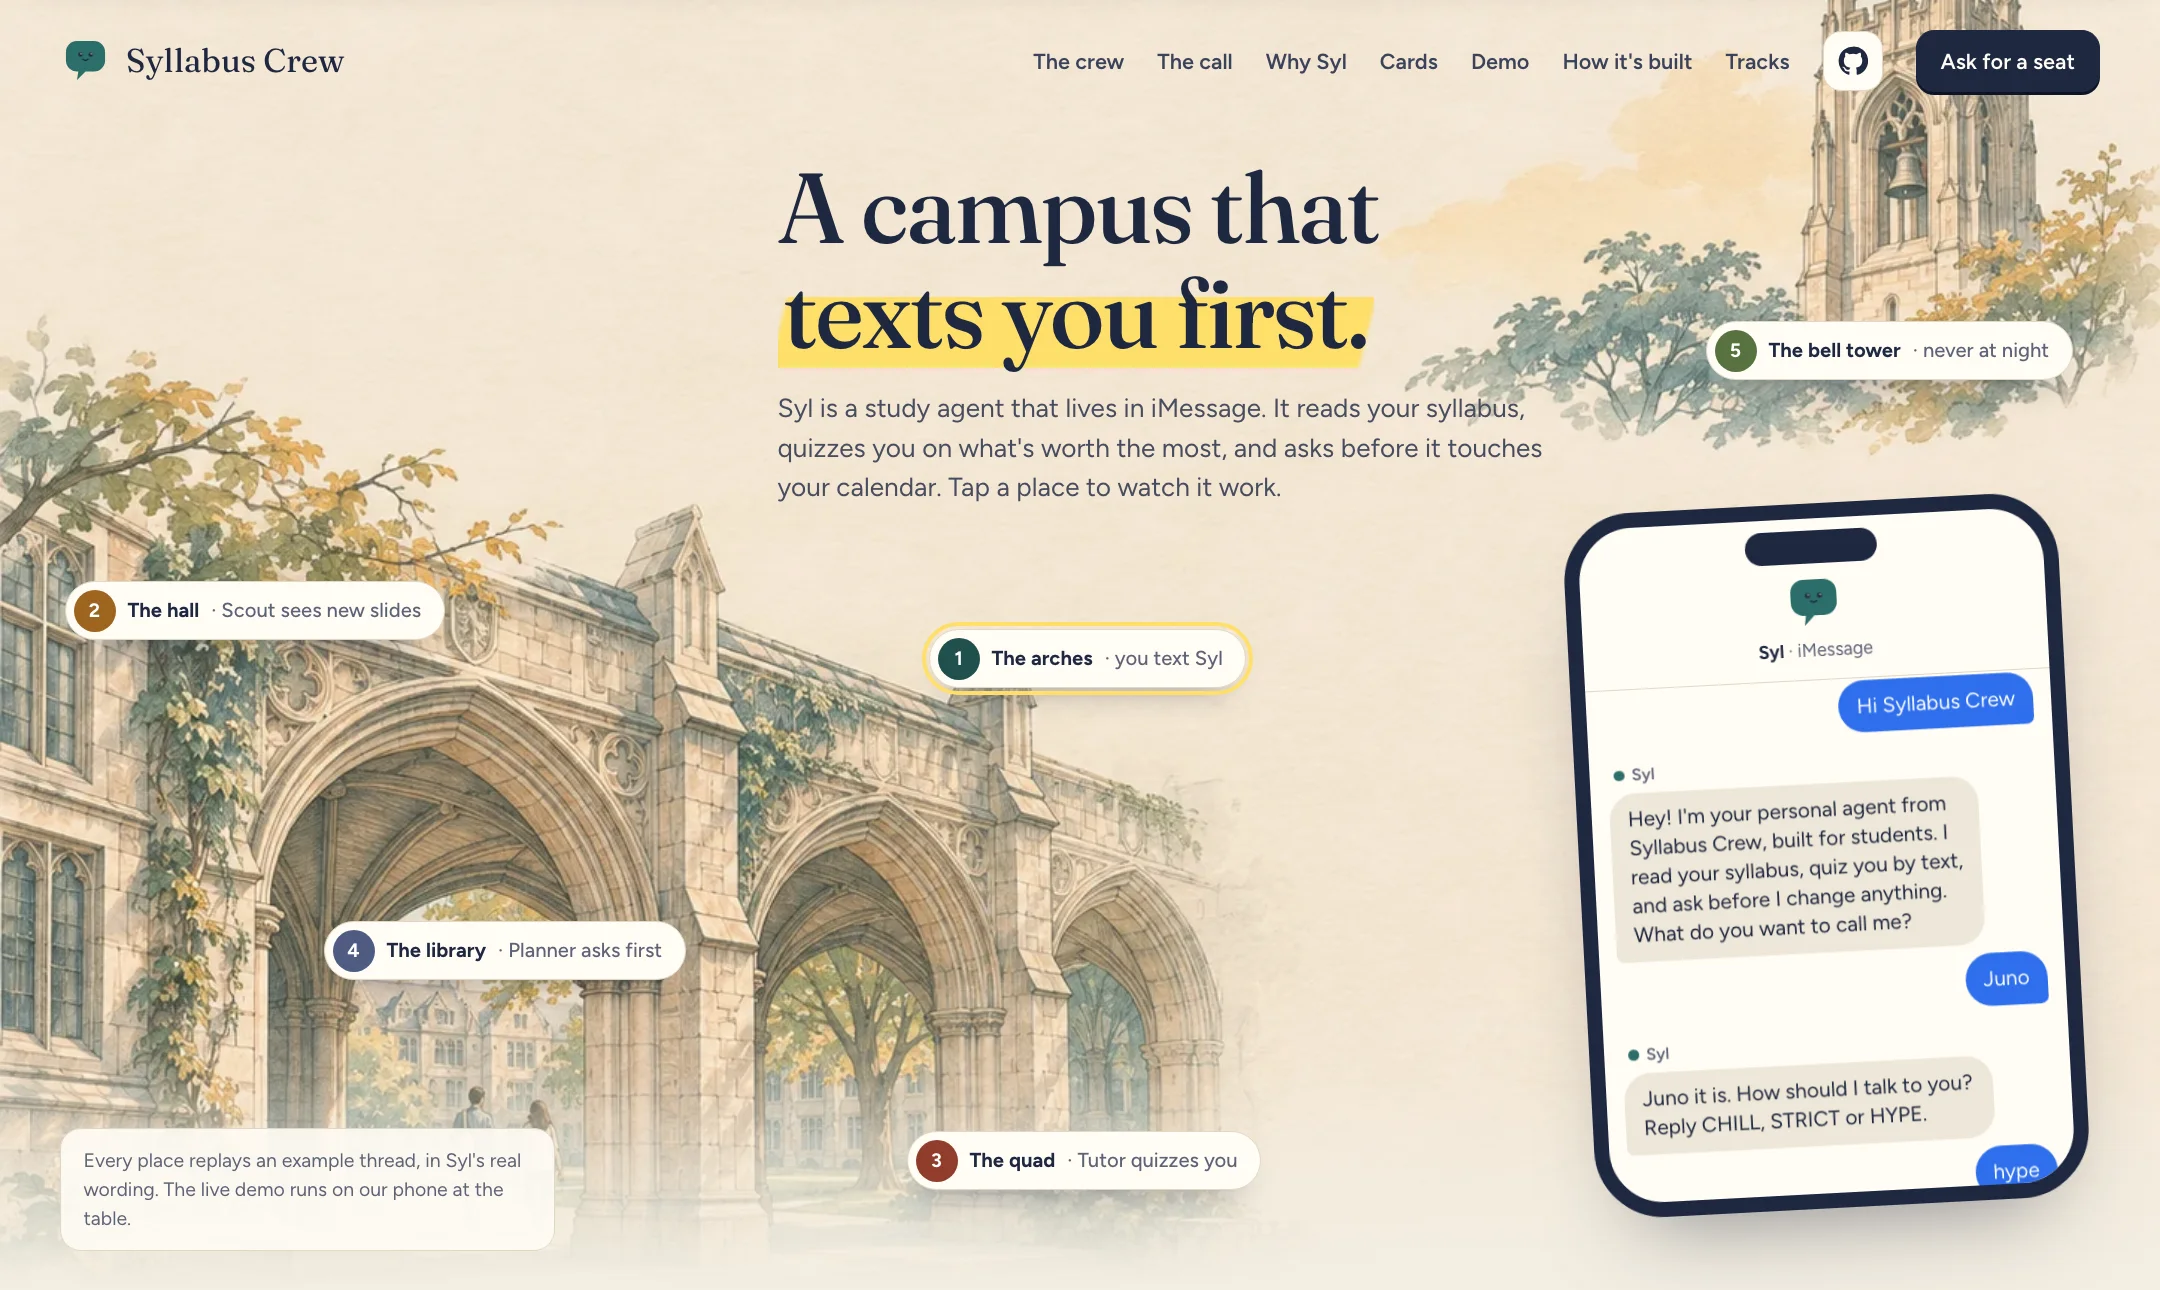 Syllabus Crew
The crew
The call
Why Syl
Cards
Demo
How it's built
Tracks
Ask for a seat
A campus that
texts you first.
Syl is a study agent that lives in iMessage. It reads your syllabus,
quizzes you on what's worth the most, and asks before it touches
your calendar. Tap a place to watch it work.
5 The bell tower · never at night
2 The hall · Scout sees new slides
1 The arches · you text Syl
4 The library · Planner asks first
3 The quad · Tutor quizzes you
Every place replays an example thread, in Syl's real
wording. The live demo runs on our phone at the
table.
Syl · iMessage
Hi Syllabus Crew
Syl
Hey! I'm your personal agent from
Syllabus Crew, built for students. I
read your syllabus, quiz you by text,
and ask before I change anything.
What do you want to call me?
Juno
Syl
Juno it is. How should I talk to you?
Reply CHILL, STRICT or HYPE.
hype